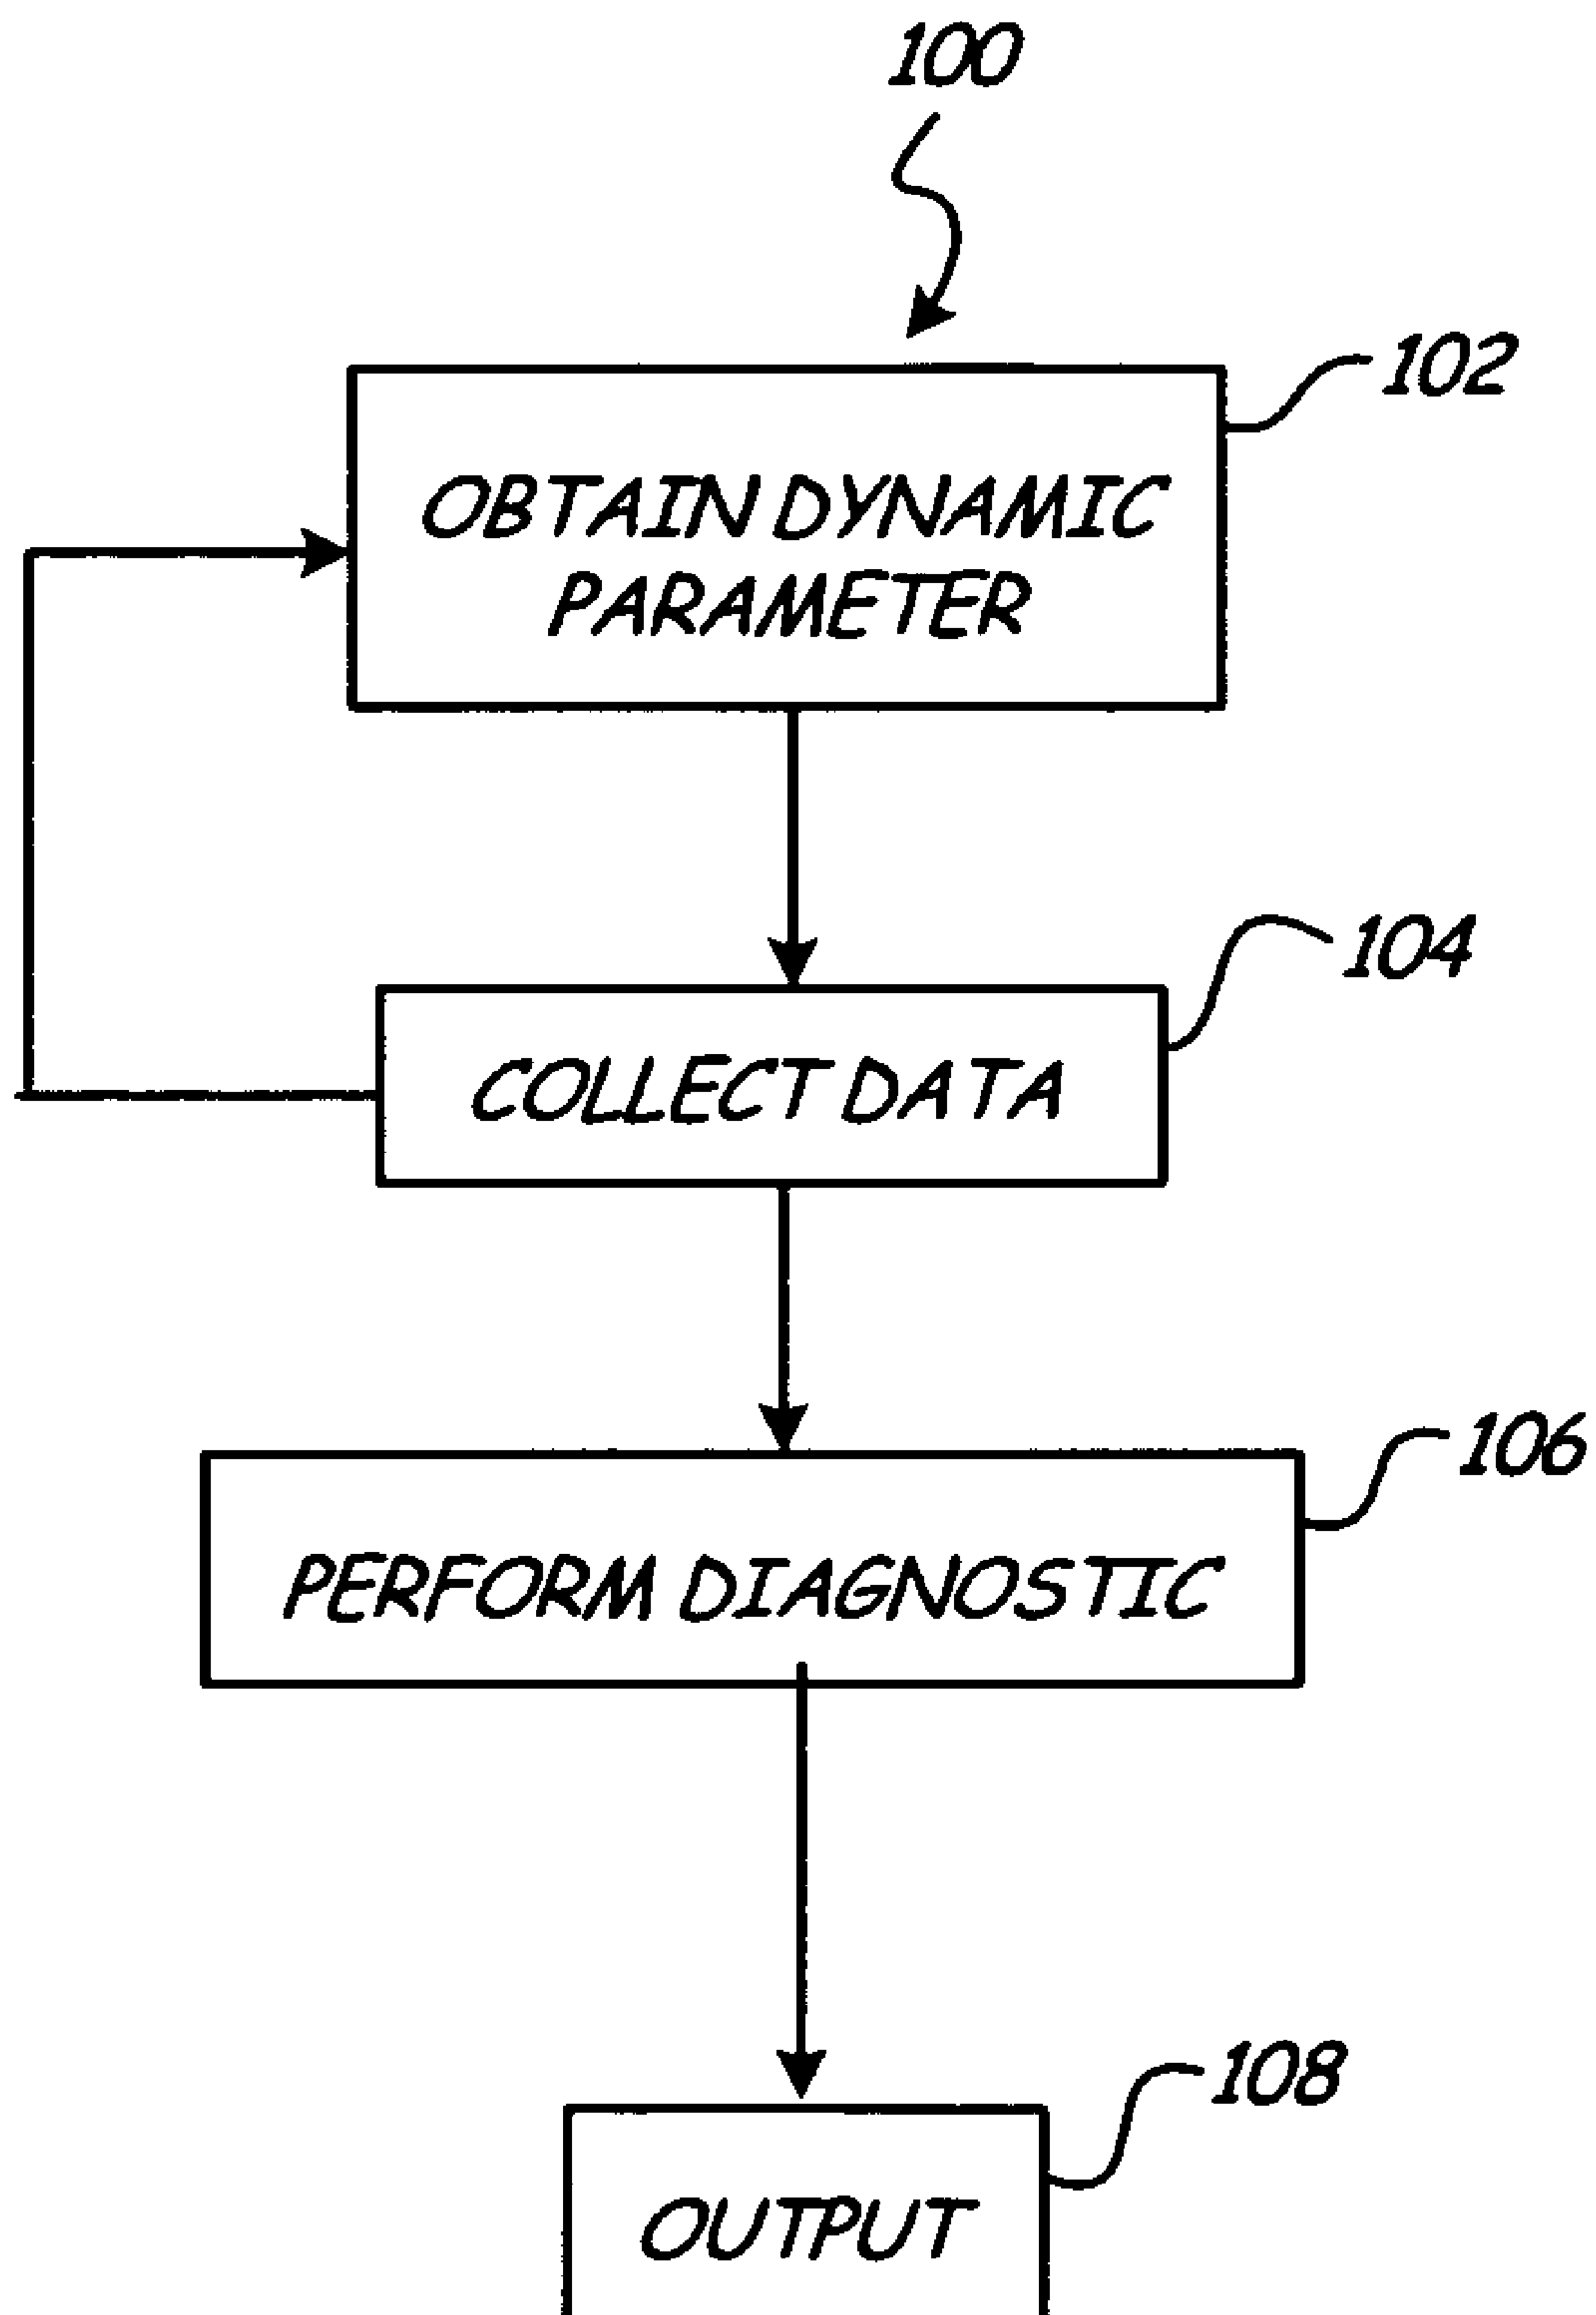 100
102
OBTAIN DYNAMIC
PARAMETER
104
COLLECT DATA
106
PERFORM DIAGNOSTIC
108
OUTPUT